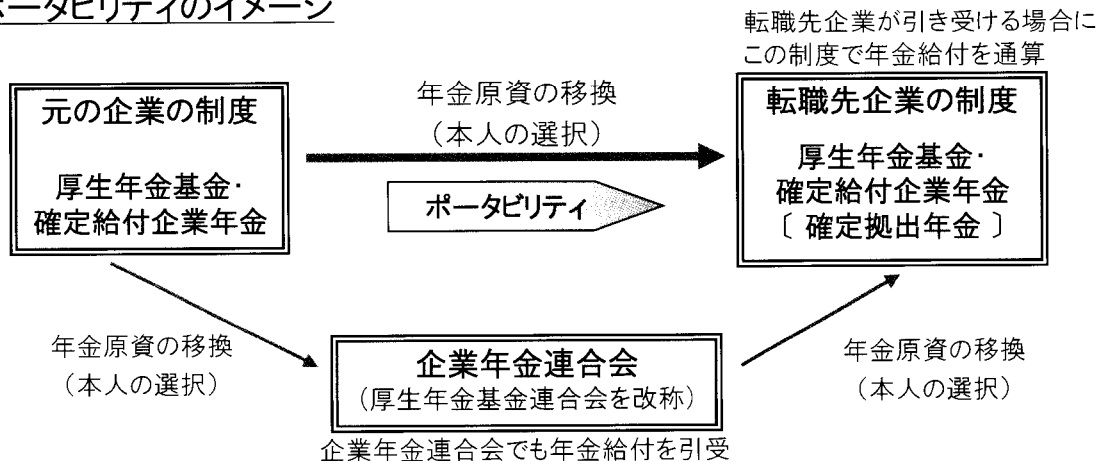 ポータビリティのイメージ
転職先企業が引き受ける場合に
この制度で年金給付を通算
元の企業の制度
厚生年金基金・
確定給付企業年金
年金原資の移換
（本人の選択）
ポータビリティ
転職先企業の制度
厚生年金基金・
確定給付企業年金
〔 確定拠出年金 〕
年金原資の移換
（本人の選択）
企業年金連合会
（厚生年金基金連合会を改称）
企業年金連合会でも年金給付を引受
年金原資の移換
（本人の選択）